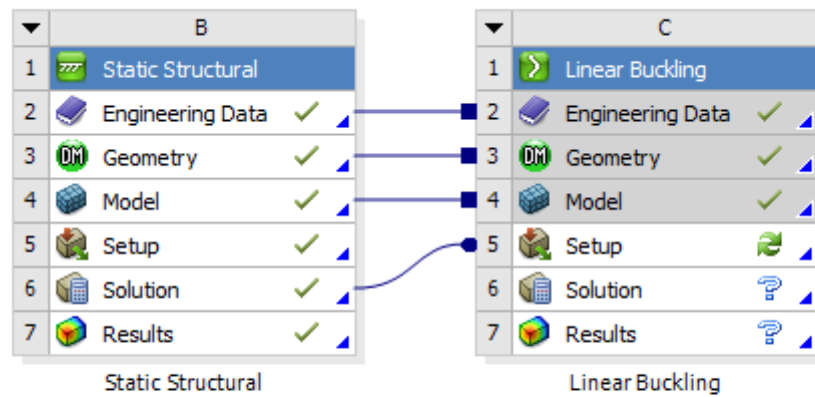 B
1 Static Structural
2 Engineering Data
3 DM Geometry
4 Model
5 Setup
6 Solution
7 Results
Static Structural
C
1 Linear Buckling
2 Engineering Data
3 DM Geometry
4 Model
5 Setup
6 Solution ?
7 Results ?
Linear Buckling